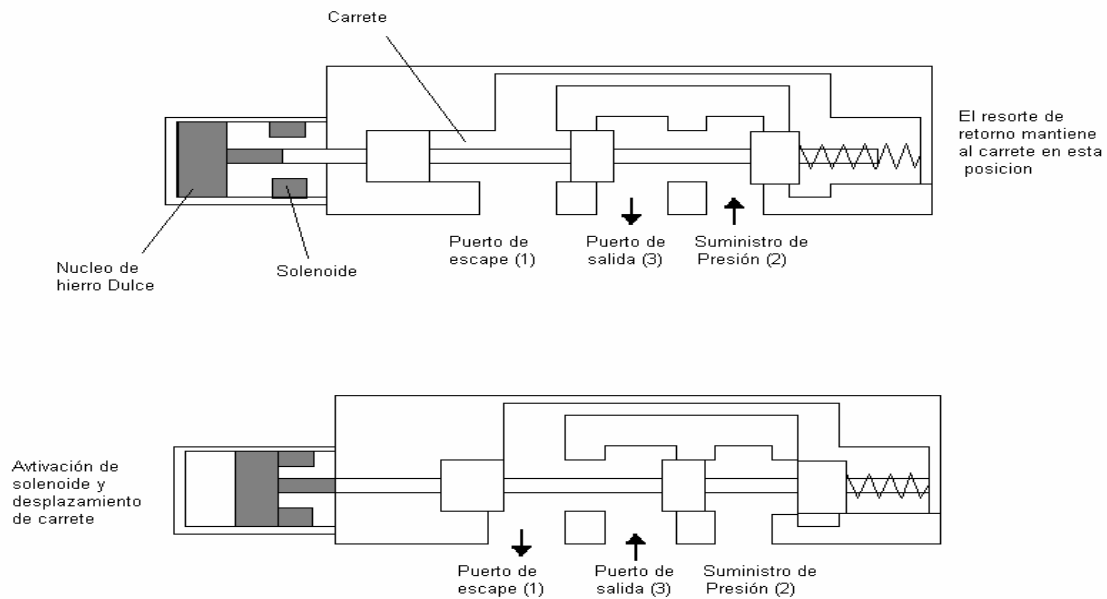 Carrete
El resorte de
retorno mantiene
al carrete en esta
posicion
Puerto de
escape (1)
Puerto de
salida (3)
Suministro de
Presión (2)
Nucleo de
hierro Dulce
Solenoide
Avtivación de
solenoide y
desplazamiento
de carrete
Puerto de
escape (1)
Puerto de
salida (3)
Suministro de
Presión (2)